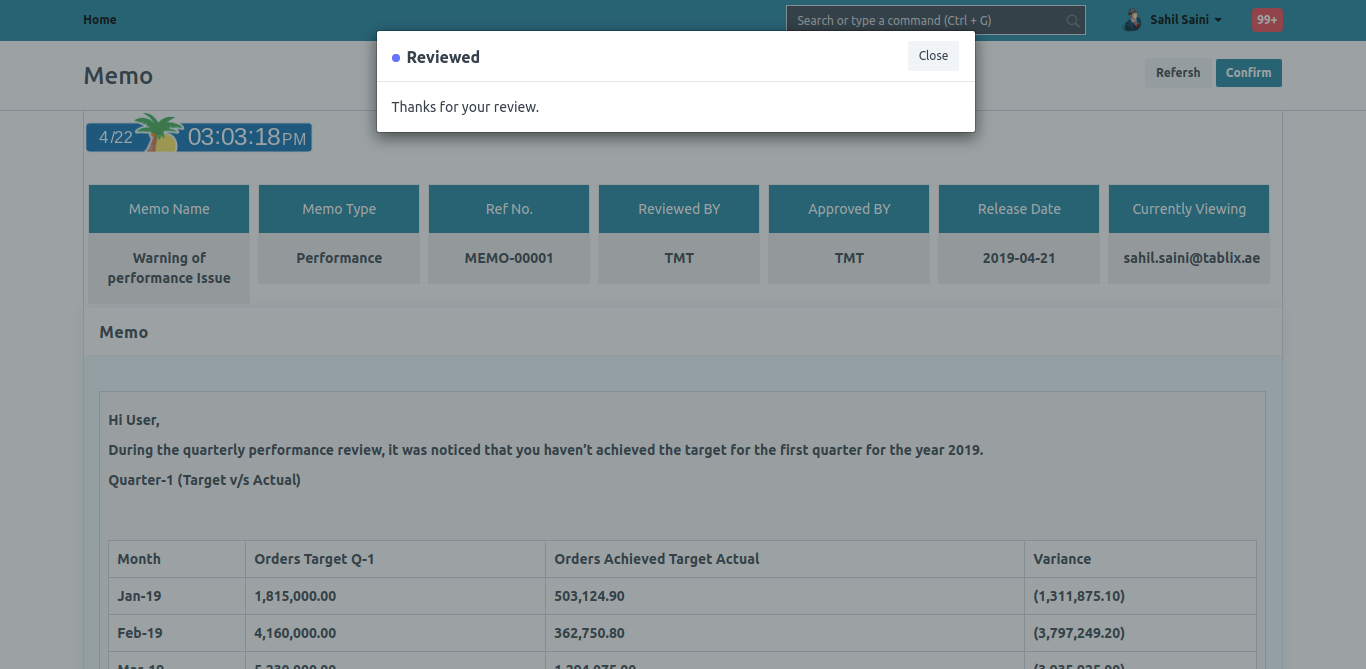 Home
Search or type a command (Ctrl + G)
Sahil Saini
99+
Reviewed
Close
Thanks for your review.
Memo
Refersh
Confirm
4/22 03:03:18 PM
Memo Name
Memo Type
Ref No.
Reviewed BY
Approved BY
Release Date
Currently Viewing
Warning of
performance Issue
Performance
MEMO-00001
TMT
TMT
2019-04-21
sahil.saini@tablix.ae
Memo
Hi User,
During the quarterly performance review, it was noticed that you haven’t achieved the target for the first quarter for the year 2019.
Quarter-1 (Target v/s Actual)
Month Orders Target Q-1 Orders Achieved Target Actual Variance
Jan-19 1,815,000.00 503,124.90 (1,311,875.10)
Feb-19 4,160,000.00 362,750.80 (3,797,249.20)
Mar-19